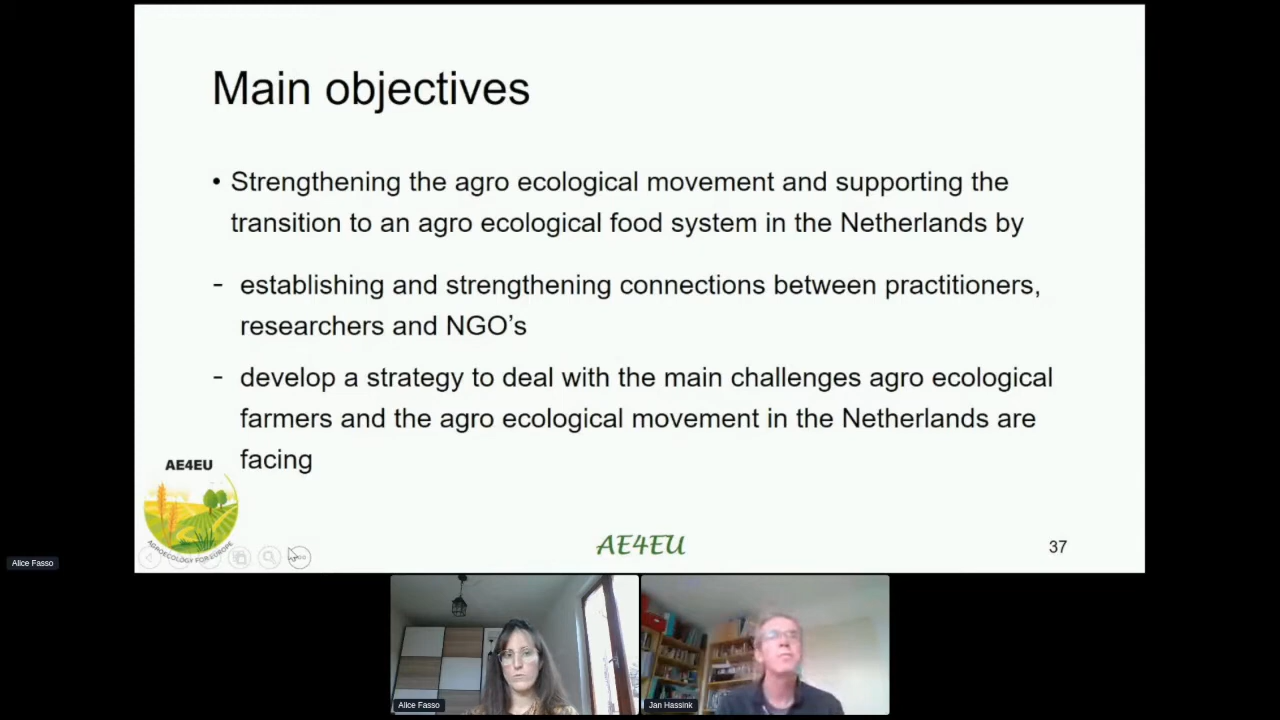 Main objectives
• Strengthening the agro ecological movement and supporting the
transition to an agro ecological food system in the Netherlands by
- establishing and strengthening connections between practitioners,
researchers and NGO’s
- develop a strategy to deal with the main challenges agro ecological
farmers and the agro ecological movement in the Netherlands are
facing
AE4EU
AGROECOLOGY FOR EUROPE
AE4EU
37
Alice Fasso
Alice Fasso
Jan Hassink